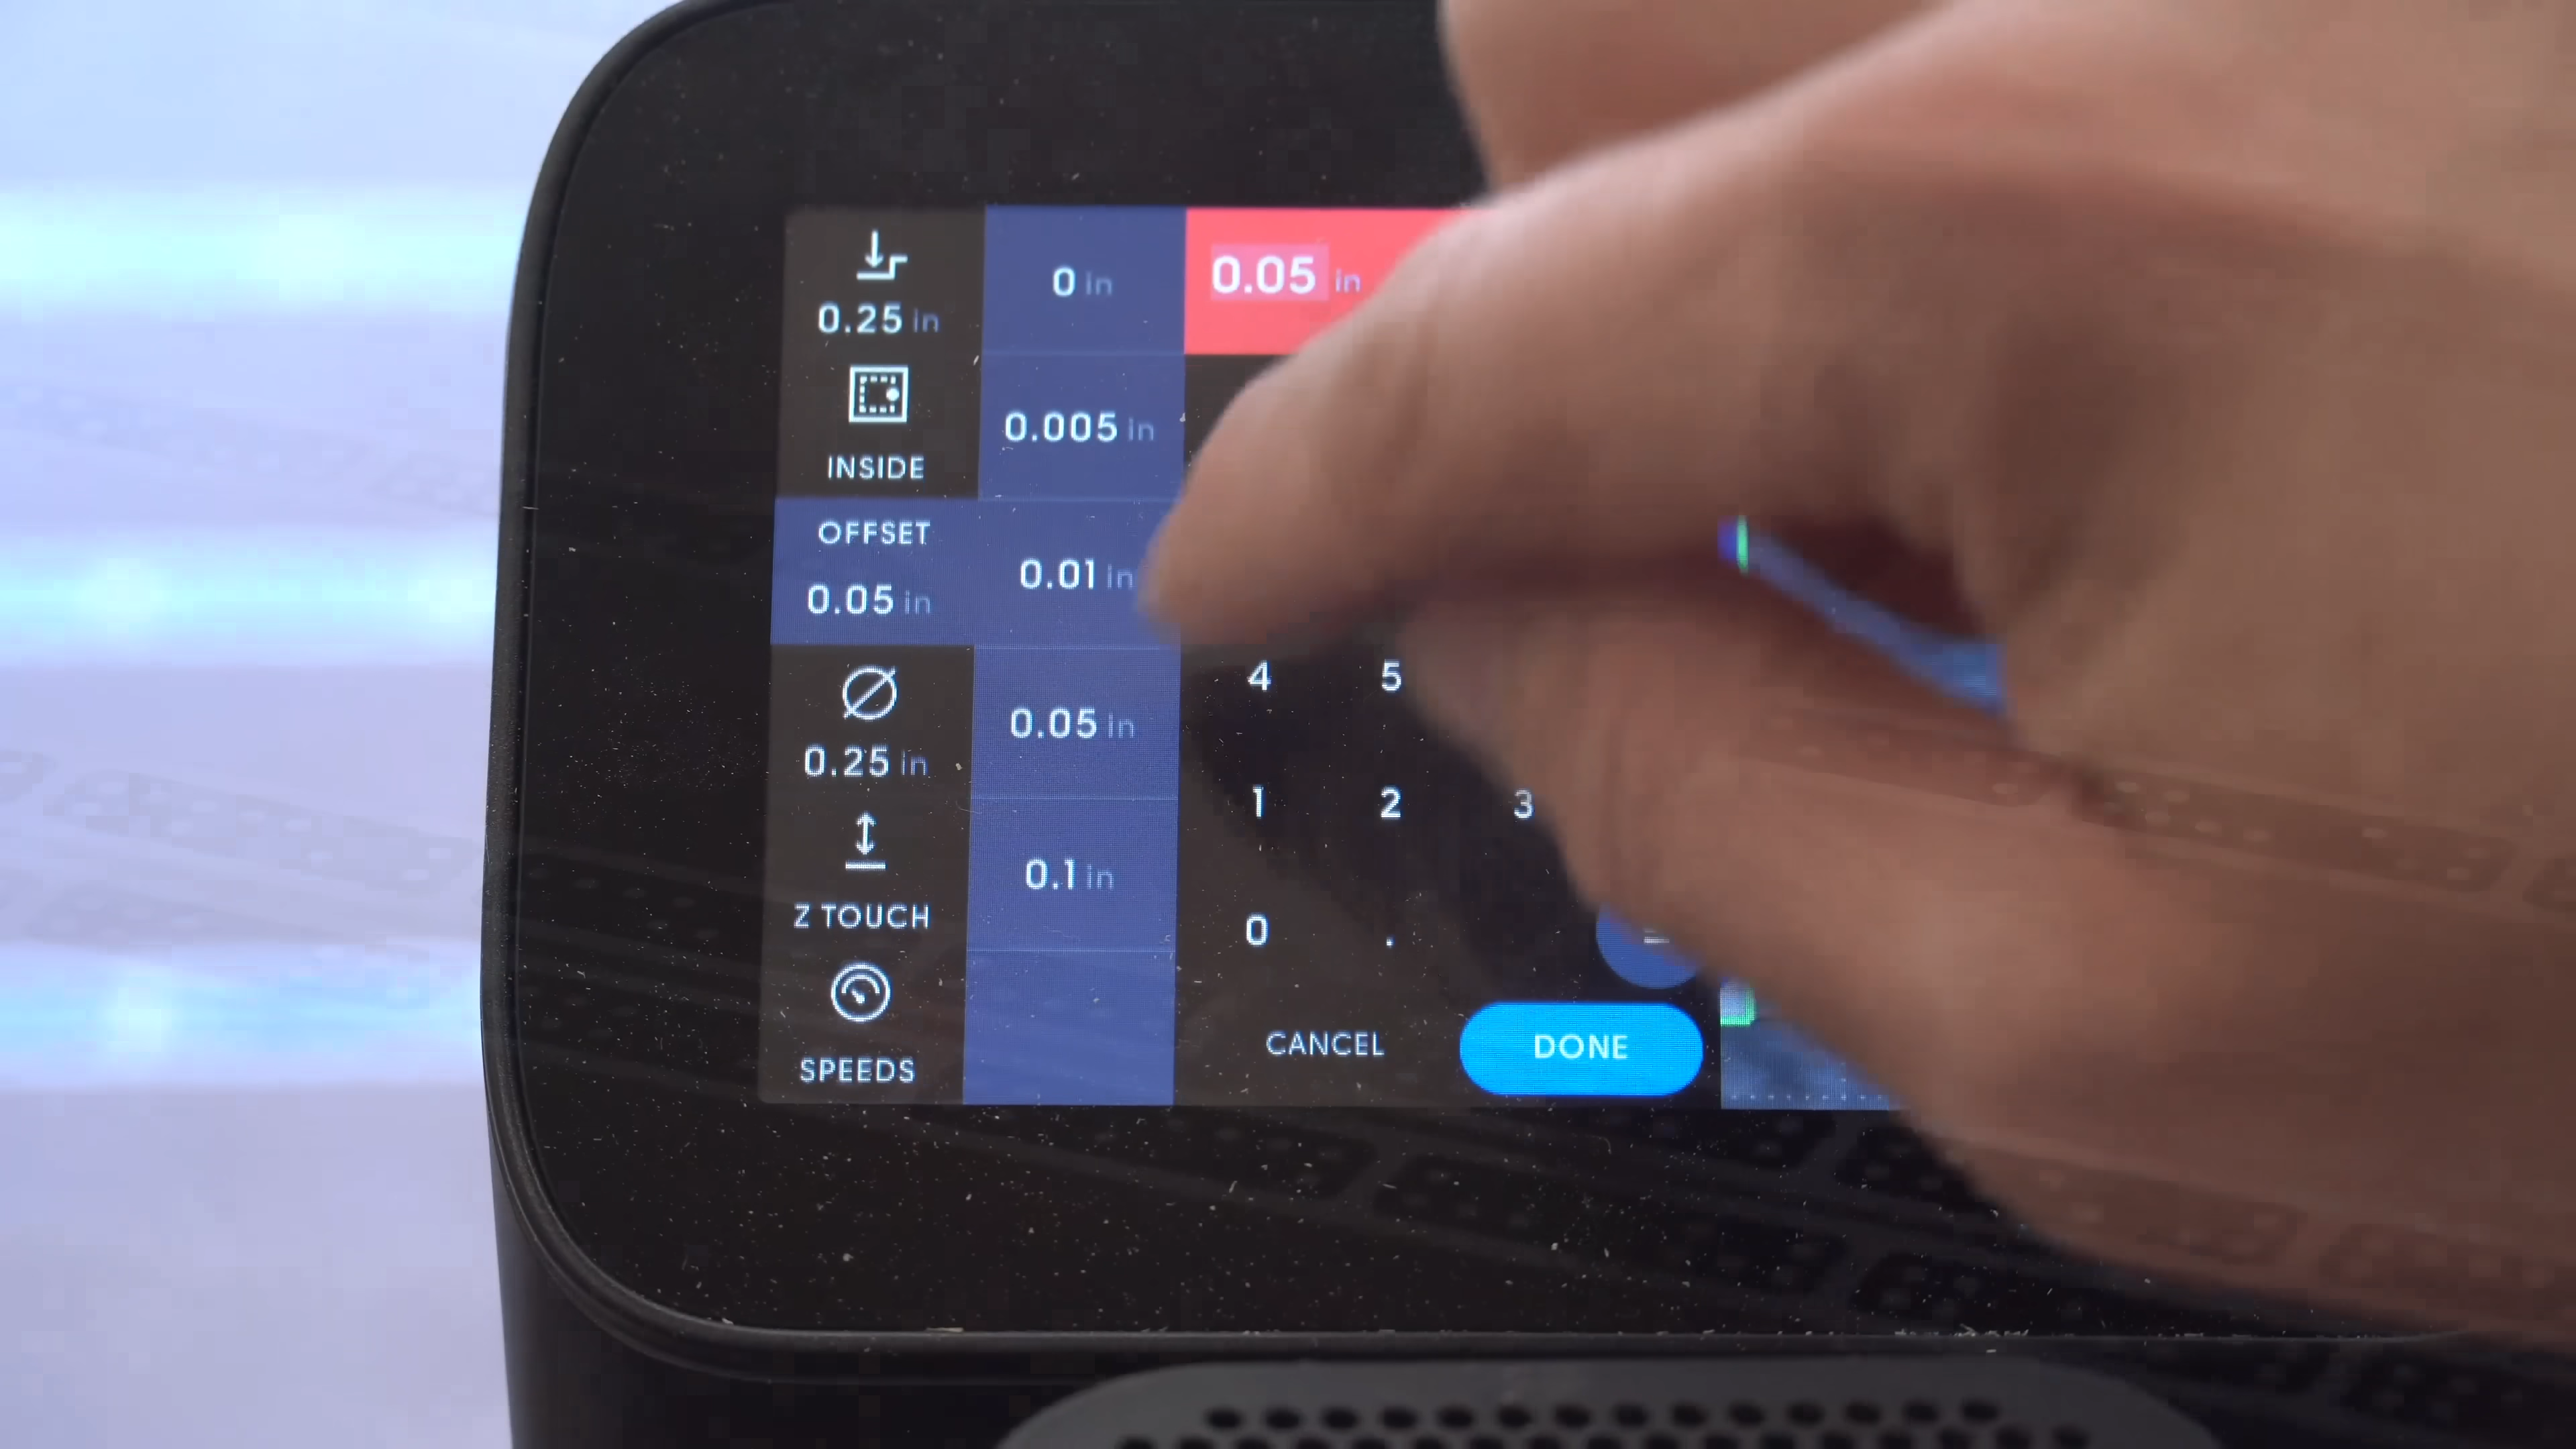 0.25 in
INSIDE
OFFSET
0.05 in
0.25 in
Z TOUCH
SPEEDS
0 in
0.005 in
0.01 in
0.05 in
0.1 in
0.05 in
4 5
1 2 3
0 .
CANCEL DONE